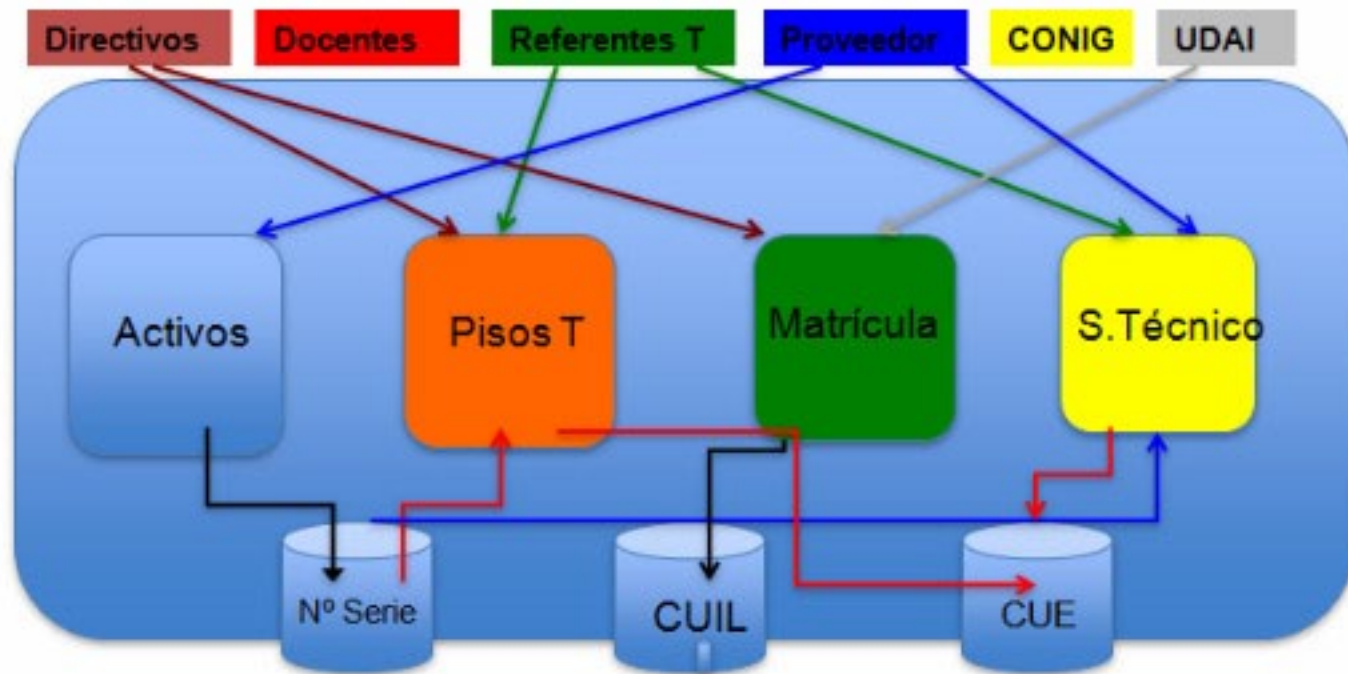 Directivos
Docentes
Referentes T
Proveedor
CONIG
UDAI
Activos
Pisos T
Matrícula
S.Técnico
Nº Serie
CUIL
CUE